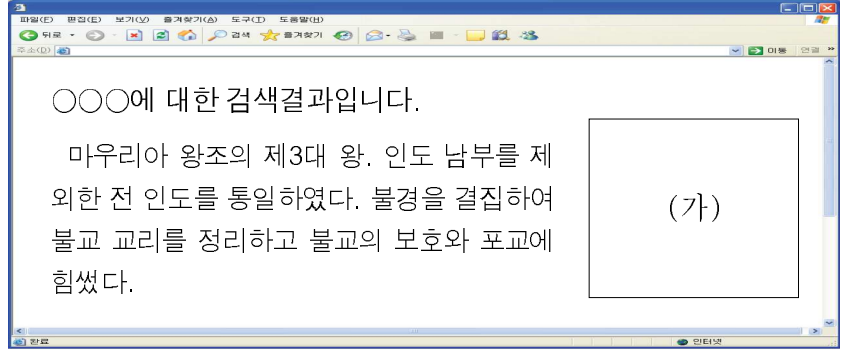 파일(F) 편집(E) 보기(V) 즐겨찾기(A) 도구(T) 도움말(H)
뒤로 검색 즐겨찾기
주소(D) 이동 연결 »
○○○에 대한 검색결과입니다.
마우리아 왕조의 제3대 왕. 인도 남부를 제
외한 전 인도를 통일하였다. 불경을 결집하여
불교 교리를 정리하고 불교의 보호와 포교에
힘썼다.
(가)
완료 인터넷